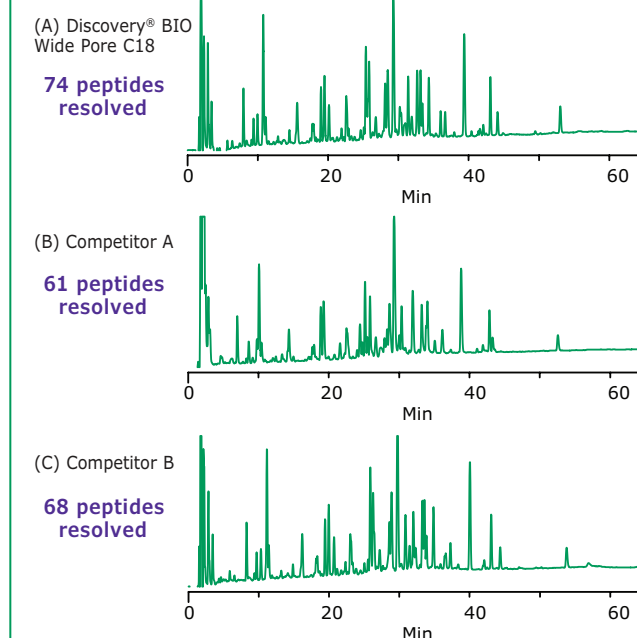 (A) Discovery® BIO
Wide Pore C18
74 peptides
resolved
0 20 40 60
Min
(B) Competitor A
61 peptides
resolved
0 20 40 60
Min
(C) Competitor B
68 peptides
resolved
0 20 40 60
Min